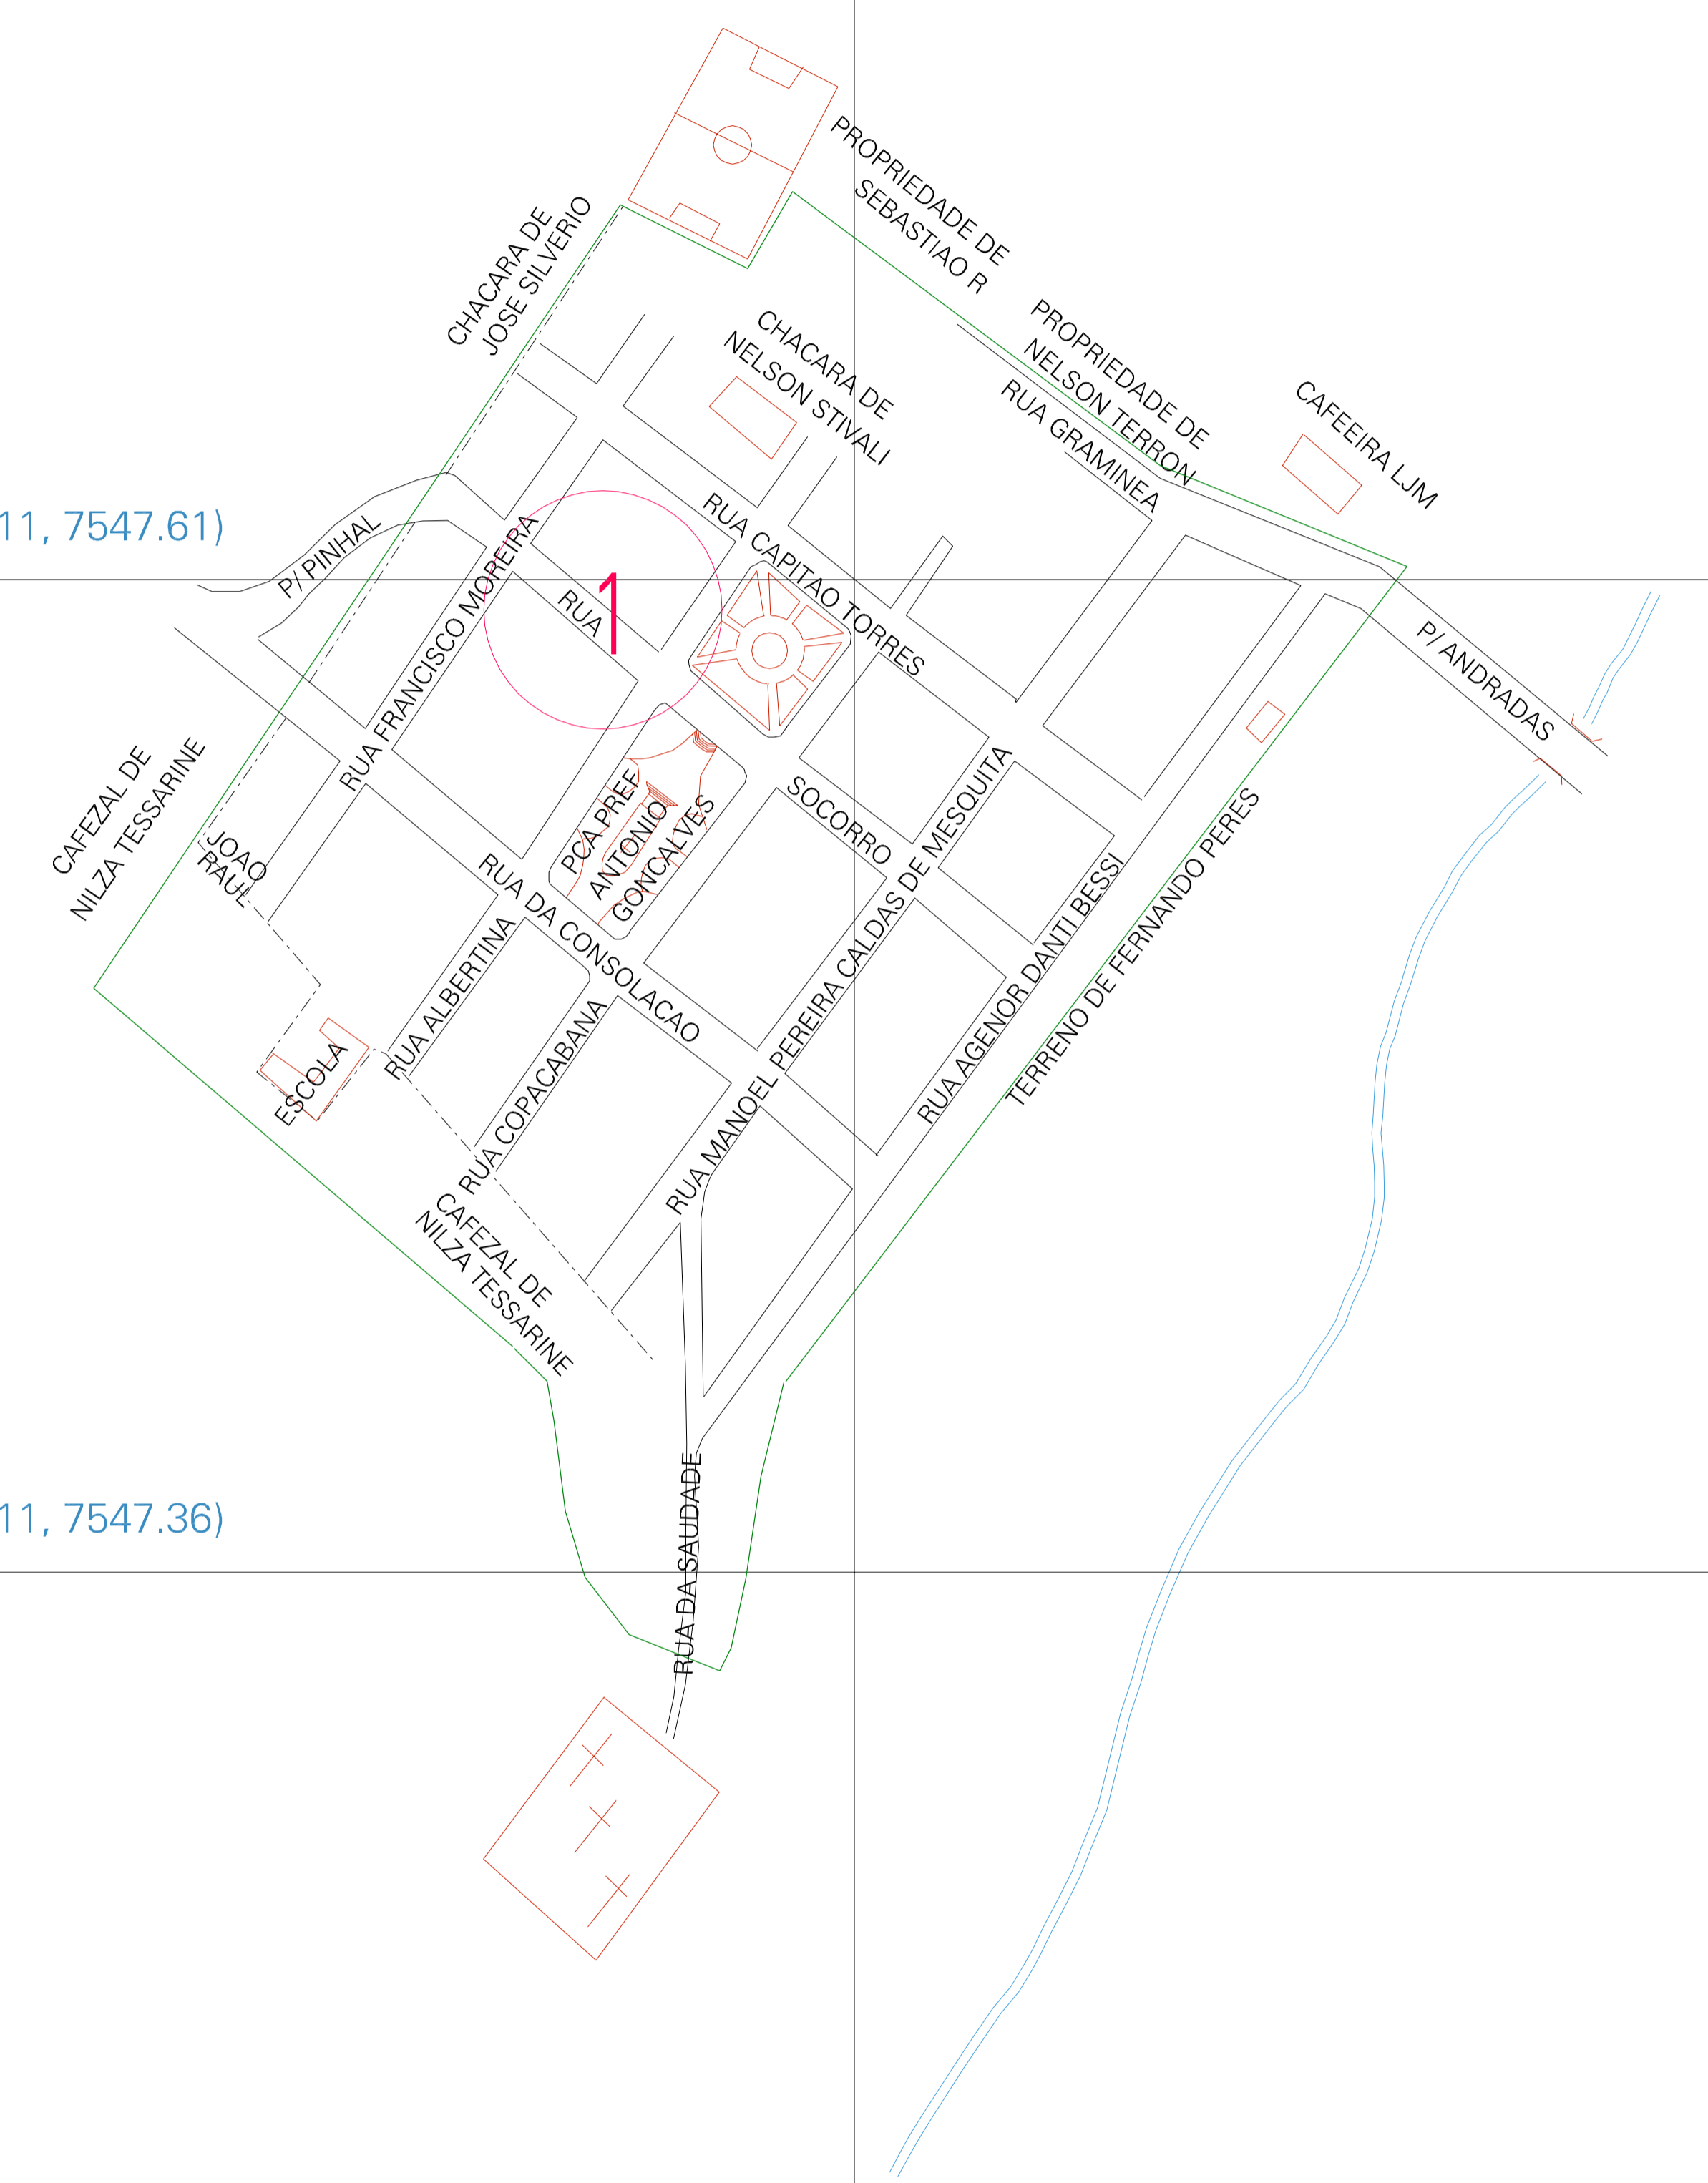 PROPRIEDADE DE
SEBASTIAO R
CHACARA DE
JOSE SILVERIO
PROPRIEDADE DE
NELSON TERRON
CHACARA DE
NELSON STIVALI
RUA GRAMINEA
CAFEEIRA LJM
11, 7547.61)
P/ PINHAL
RUA CAPITAO TORRES
RUA FRANCISCO MOREIRA
RUA
1
P/ ANDRADAS
CAFEZAL DE
NILZA TESSARINE
SOCORRO
PCA PREF
ANTONIO
GONCALVES
JOAO
RAUL
RUA DA CONSOLACAO
RUA MANOEL PEREIRA CALDAS DE MESQUITA
RUA AGENOR DANTI BESSI
TERRENO DE FERNANDO PERES
RUA ALBERTINA
RUA COPACABANA
ESCOLA
CAFEZAL DE
NILZA TESSARINE
RUA DA SAUDADE
11, 7547.36)